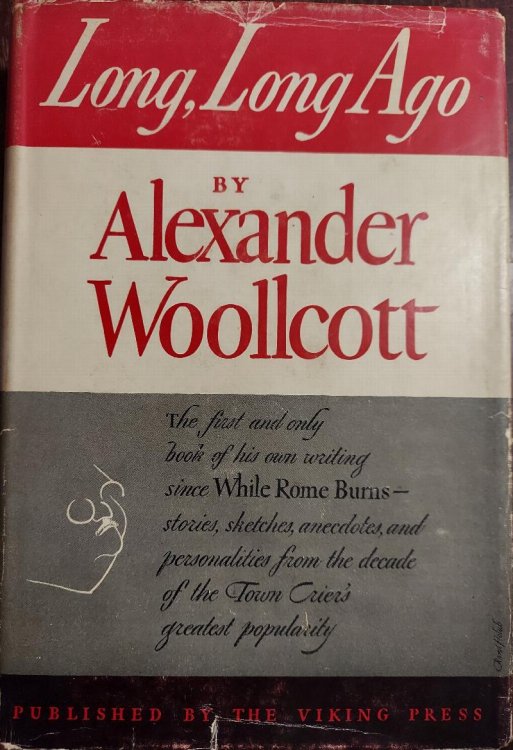 Long, Long Ago
BY
Alexander
Woollcott
The first and only
book of his own writing
since While Rome Burns—
stories, sketches, anecdotes, and
personalities from the decade
of the Town Crier's
greatest popularity
PUBLISHED BY THE VIKING PRESS